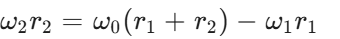 ω₂r₂ = ω₀(r₁ + r₂) − ω₁r₁